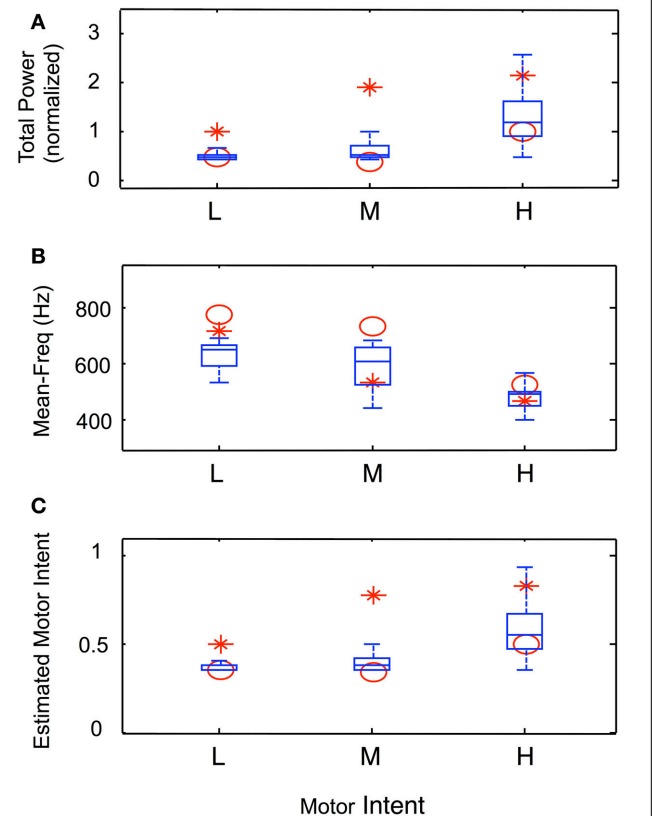 A
Total Power
(normalized)
3
2
1
0
L M H
B
Mean-Freq (Hz)
800
600
400
L M H
C
Estimated Motor Intent
1
0.5
0
L M H
Motor Intent